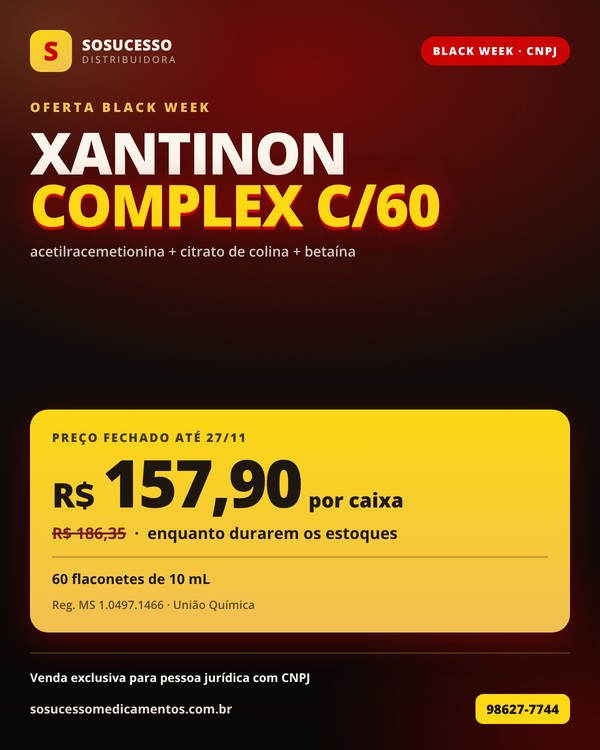 S
SOSUCESSO
DISTRIBUIDORA
BLACK WEEK · CNPJ
OFERTA BLACK WEEK
XANTINON
COMPLEX C/60
acetilracemetionina + citrato de colina + betaína
PREÇO FECHADO ATÉ 27/11
R$ 157,90 por caixa
R$ 186,35 · enquanto durarem os estoques
60 flaconetes de 10 mL
Reg. MS 1.0497.1466 · União Química
Venda exclusiva para pessoa jurídica com CNPJ
sosucessomedicamentos.com.br
98627-7744